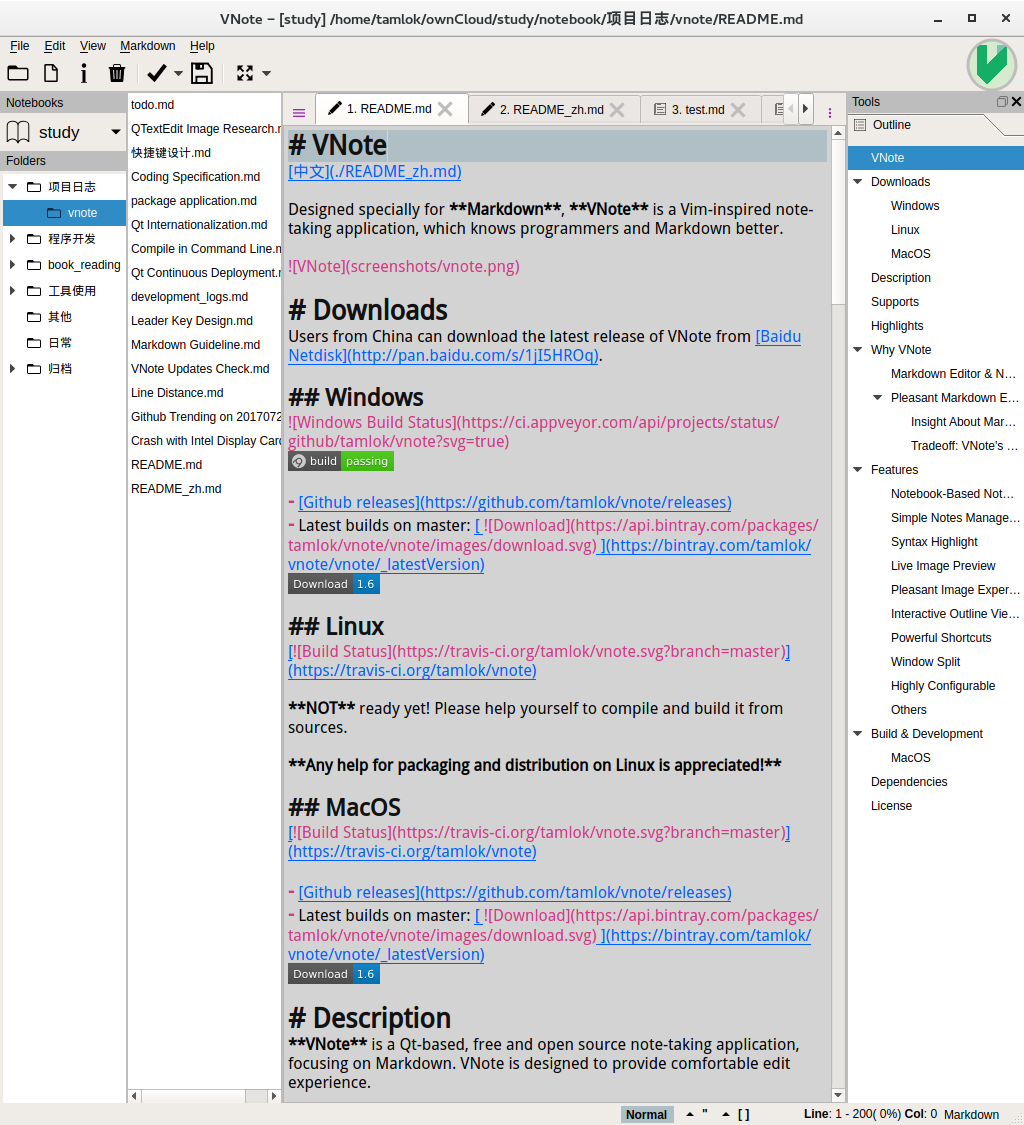 VNote – [study] /home/tamlok/ownCloud/study/notebook/项目日志/vnote/README.md
File Edit View Markdown Help
Notebooks
study
Folders
项目日志
vnote
程序开发
book_reading
工具使用
其他
日常
归档
todo.md
QTextEdit Image Research.r
快捷键设计.md
Coding Specification.md
package application.md
Qt Internationalization.md
Compile in Command Line.n
Qt Continuous Deployment.r
development_logs.md
Leader Key Design.md
Markdown Guideline.md
VNote Updates Check.md
Line Distance.md
Github Trending on 2017072
Crash with Intel Display Card
README.md
README_zh.md
1. README.md
2. README_zh.md
3. test.md
# VNote
[中文](./README_zh.md)
Designed specially for **Markdown**, **VNote** is a Vim-inspired note-
taking application, which knows programmers and Markdown better.
![VNote](screenshots/vnote.png)
# Downloads
Users from China can download the latest release of VNote from [Baidu
Netdisk](http://pan.baidu.com/s/1jI5HROq).
## Windows
![Windows Build Status](https://ci.appveyor.com/api/projects/status/
github/tamlok/vnote?svg=true)
build passing
- [Github releases](https://github.com/tamlok/vnote/releases)
- Latest builds on master: [ ![Download](https://api.bintray.com/packages/
tamlok/vnote/vnote/images/download.svg) ](https://bintray.com/tamlok/
vnote/vnote/_latestVersion)
Download 1.6
## Linux
[![Build Status](https://travis-ci.org/tamlok/vnote.svg?branch=master)]
(https://travis-ci.org/tamlok/vnote)
**NOT** ready yet! Please help yourself to compile and build it from
sources.
**Any help for packaging and distribution on Linux is appreciated!**
## MacOS
[![Build Status](https://travis-ci.org/tamlok/vnote.svg?branch=master)]
(https://travis-ci.org/tamlok/vnote)
- [Github releases](https://github.com/tamlok/vnote/releases)
- Latest builds on master: [ ![Download](https://api.bintray.com/packages/
tamlok/vnote/vnote/images/download.svg) ](https://bintray.com/tamlok/
vnote/vnote/_latestVersion)
Download 1.6
# Description
**VNote** is a Qt-based, free and open source note-taking application,
focusing on Markdown. VNote is designed to provide comfortable edit
experience.
Tools
Outline
VNote
Downloads
Windows
Linux
MacOS
Description
Supports
Highlights
Why VNote
Markdown Editor & N...
Pleasant Markdown E...
Insight About Mar...
Tradeoff: VNote's ...
Features
Notebook-Based Not...
Simple Notes Manage...
Syntax Highlight
Live Image Preview
Pleasant Image Exper...
Interactive Outline Vie...
Powerful Shortcuts
Window Split
Highly Configurable
Others
Build & Development
MacOS
Dependencies
License
Normal " [ ] Line: 1 - 200( 0%) Col: 0 Markdown